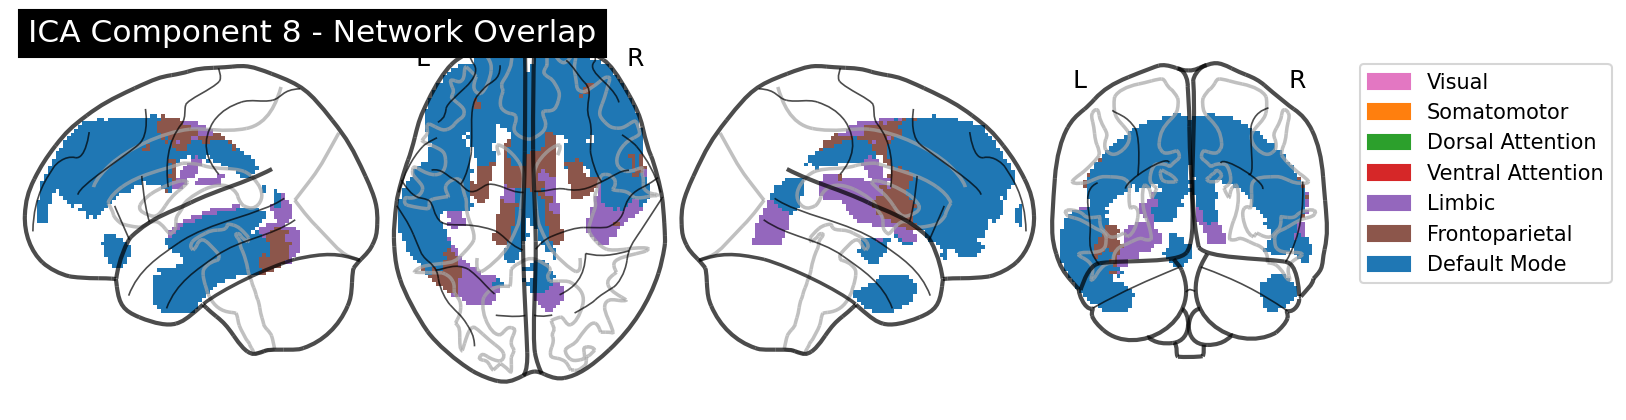 ICA Component 8 - Network Overlap
L
R
L
R
Visual
Somatomotor
Dorsal Attention
Ventral Attention
Limbic
Frontoparietal
Default Mode